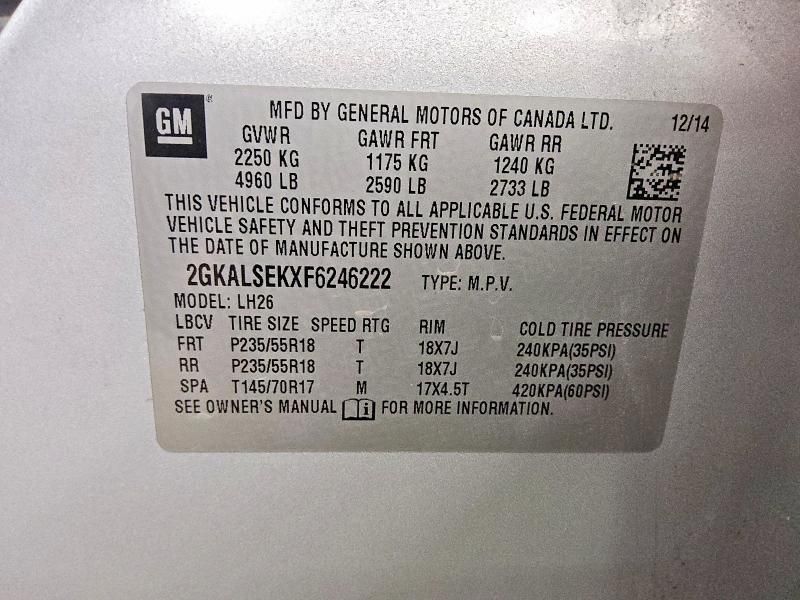 GM
MFD BY GENERAL MOTORS OF CANADA LTD. 12/14
GVWR GAWR FRT GAWR RR
2250 KG 1175 KG 1240 KG
4960 LB 2590 LB 2733 LB
THIS VEHICLE CONFORMS TO ALL APPLICABLE U.S. FEDERAL MOTOR
VEHICLE SAFETY AND THEFT PREVENTION STANDARDS IN EFFECT ON
THE DATE OF MANUFACTURE SHOWN ABOVE.
2GKALSEKXF6246222 TYPE: M.P.V.
MODEL: LH26
LBCV TIRE SIZE SPEED RTG RIM COLD TIRE PRESSURE
FRT P235/55R18 T 18X7J 240KPA(35PSI)
RR P235/55R18 T 18X7J 240KPA(35PSI)
SPA T145/70R17 M 17X4.5T 420KPA(60PSI)
SEE OWNER'S MANUAL i FOR MORE INFORMATION.